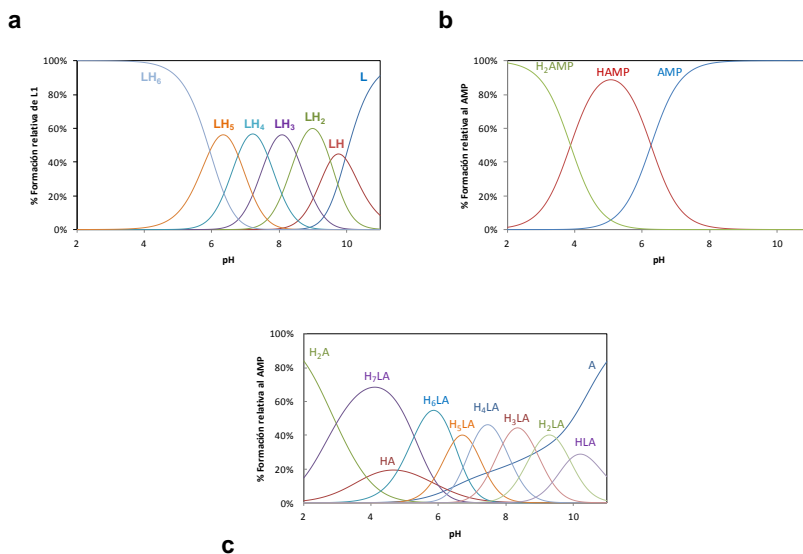 a
% Formación relativa de L1
100%
80%
60%
40%
20%
0%
LH₆
LH₅
LH₄
LH₃
LH₂
LH
L
2
4
6
8
10
pH
b
% Formación relativa al AMP
100%
80%
60%
40%
20%
0%
H₂AMP
HAMP
AMP
2
4
6
8
10
pH
% Formación relativa al AMP
100%
80%
60%
40%
20%
0%
H₂A
H₇LA
HA
H₆LA
H₅LA
H₄LA
H₃LA
H₂LA
HLA
A
2
4
6
8
10
pH
c